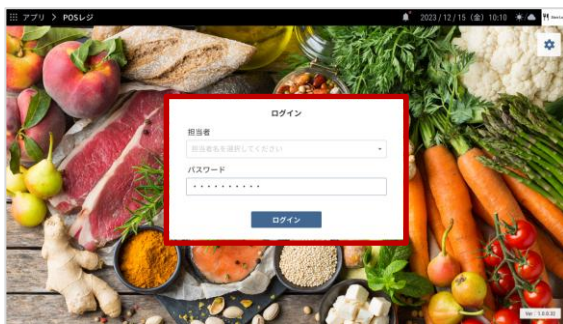 アプリ > POSレジ
2023/12/15 (金) 10:10
ログイン
担当者
担当者名を選択してください
パスワード
ログイン